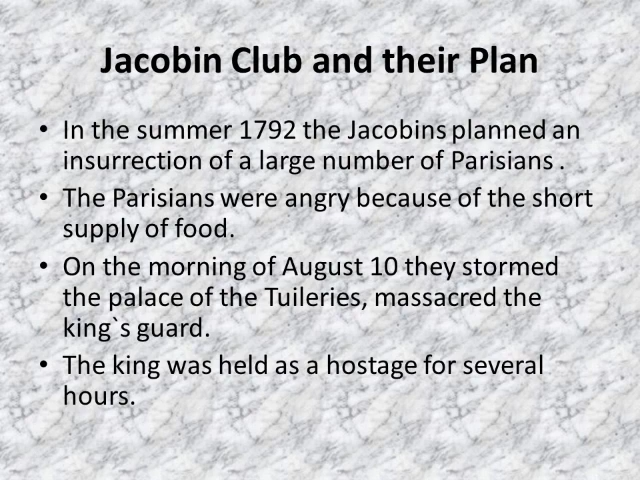 Jacobin Club and their Plan
• In the summer 1792 the Jacobins planned an
insurrection of a large number of Parisians .
• The Parisians were angry because of the short
supply of food.
• On the morning of August 10 they stormed
the palace of the Tuileries, massacred the
king`s guard.
• The king was held as a hostage for several
hours.